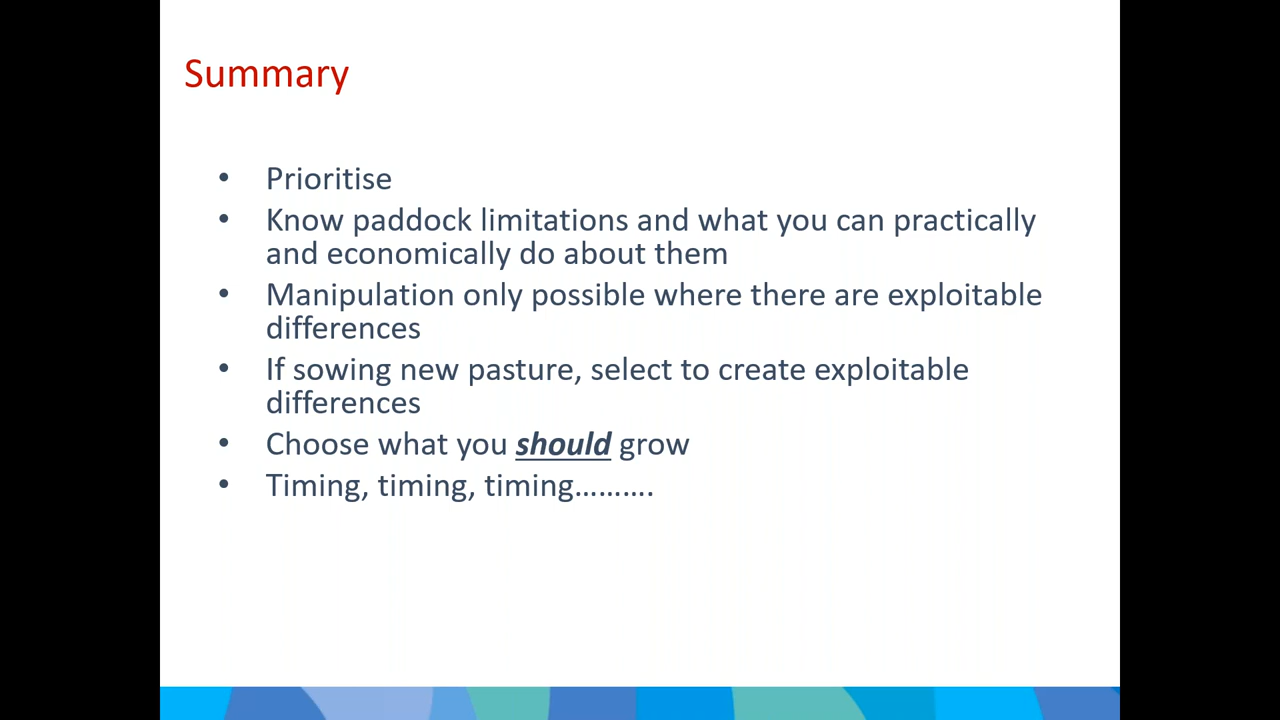 Summary
• Prioritise
• Know paddock limitations and what you can practically
and economically do about them
• Manipulation only possible where there are exploitable
differences
• If sowing new pasture, select to create exploitable
differences
• Choose what you should grow
• Timing, timing, timing……….